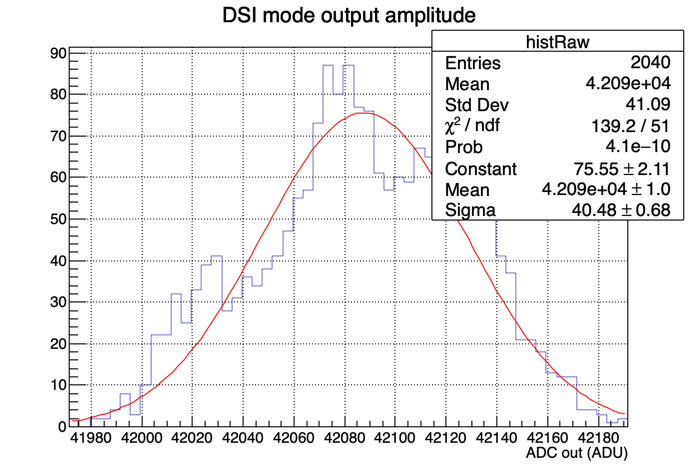 DSI mode output amplitude
histRaw
Entries 2040
Mean 4.209e+04
Std Dev 41.09
χ² / ndf 139.2 / 51
Prob 4.1e−10
Constant 75.55 ± 2.11
Mean 4.209e+04 ± 1.0
Sigma 40.48 ± 0.68
90
80
70
60
50
40
30
20
10
0
41980 42000 42020 42040 42060 42080 42100 42120 42140 42160 42180
ADC out (ADU)